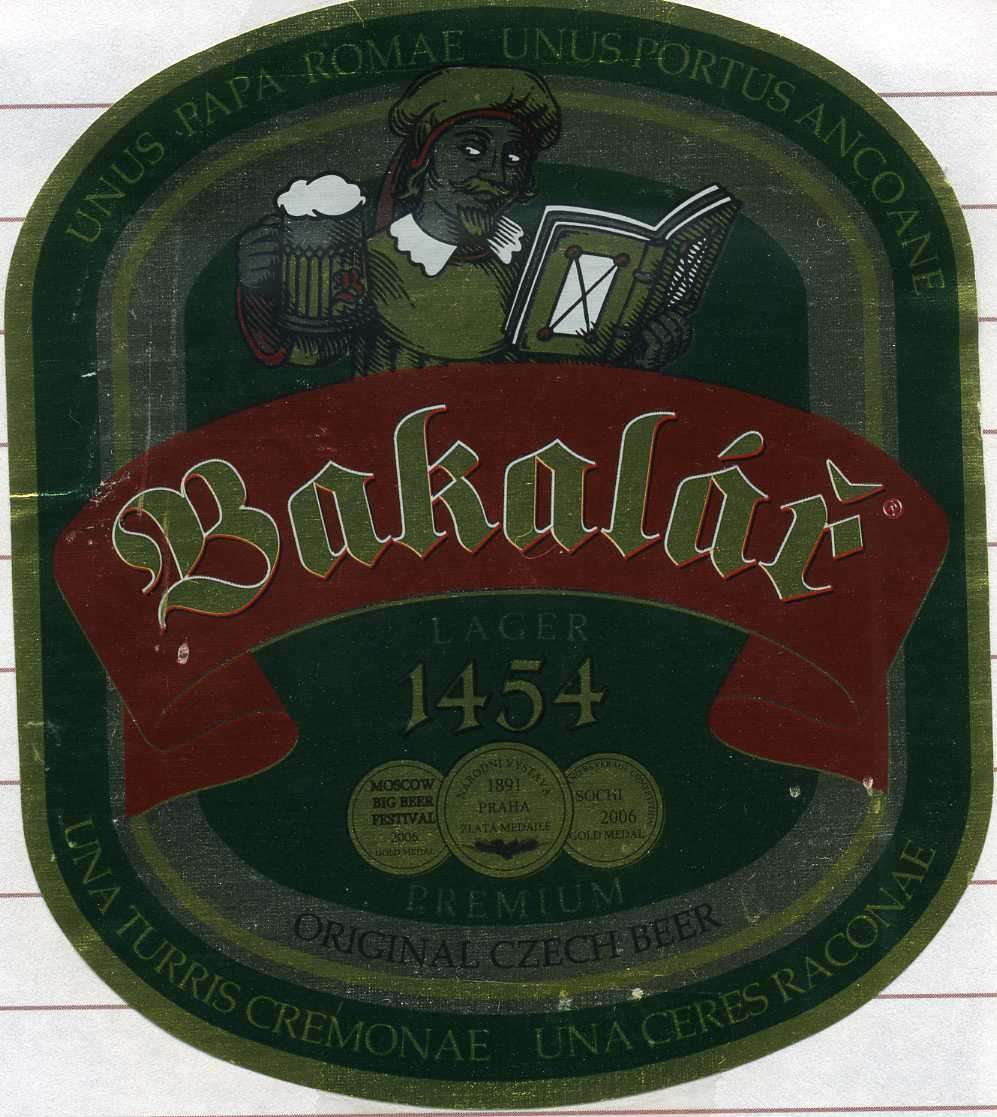 UNUS PAPA ROMAE UNUS PORTUS ANCOANE
Bakalář
LAGER
1454
MOSCOW
BIG BEER
FESTIVAL
2006
GOLD MEDAL
NÁRODNÍ VÝSTAVA
1891
PRAHA
ZLATÁ MEDAILE
SOCHI
2006
GOLD MEDAL
PREMIUM
ORIGINAL CZECH BEER
UNA TURRIS CREMONAE UNA CERES RACONAE